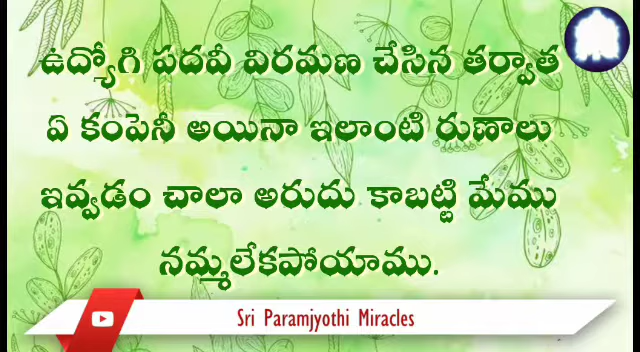 ఉద్యోగి పదవీ విరమణ చేసిన తర్వాత
ఏ కంపెనీ అయినా ఇలాంటి రుణాలు
ఇవ్వడం చాలా అరుదు కాబట్టి మేము
నమ్మలేకపోయాము.
Sri Paramjyothi Miracles